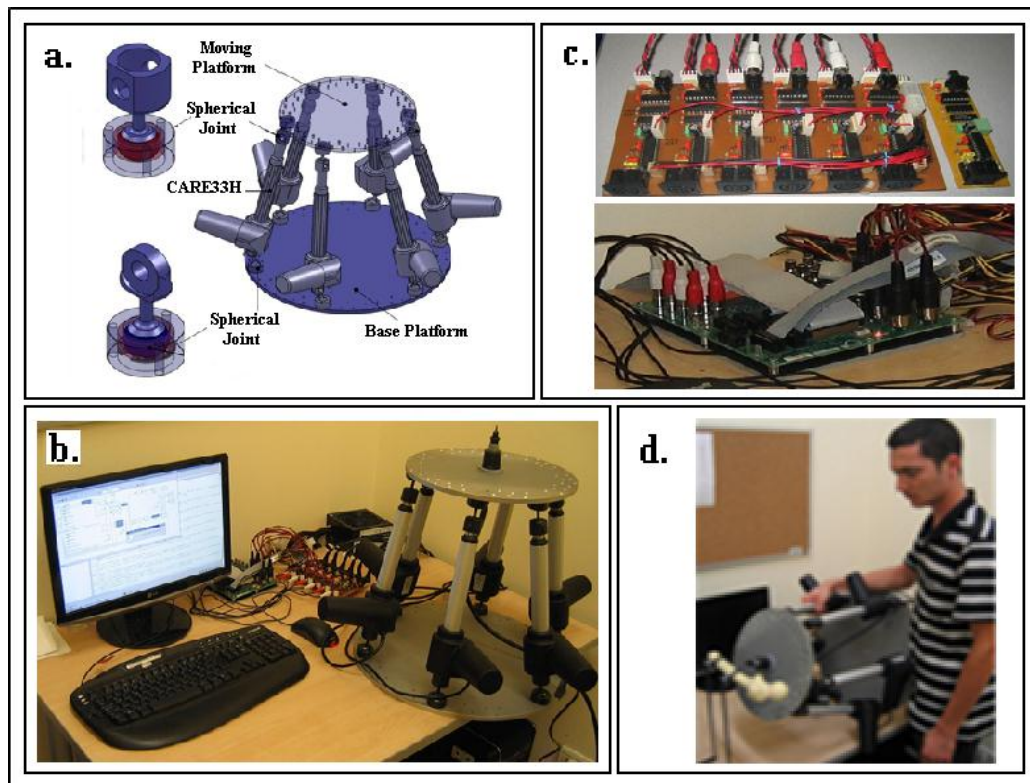 a.
Moving
Platform
Spherical
Joint
CARE33H
Spherical
Joint
Base Platform
c.
b.
d.